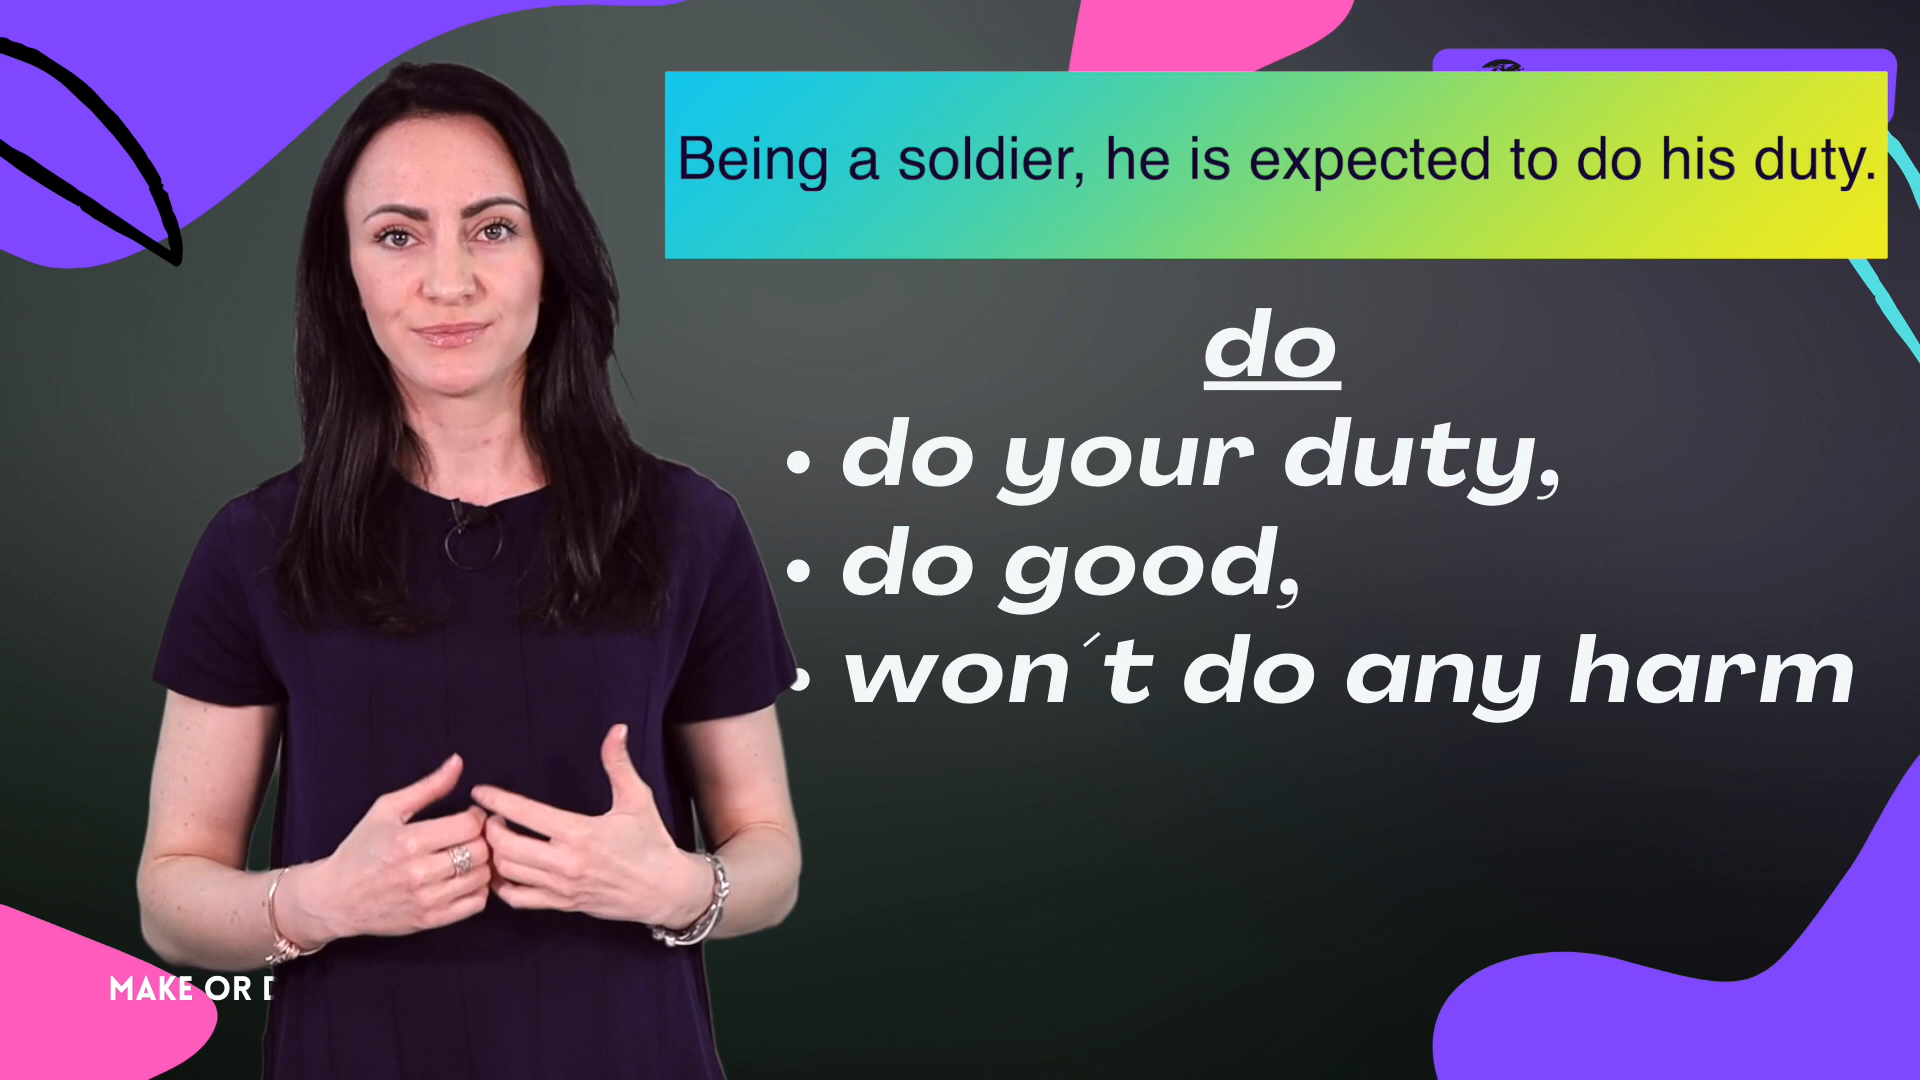 Being a soldier, he is expected to do his duty.
do
• do your duty,
• do good,
• won´t do any harm
MAKE OR